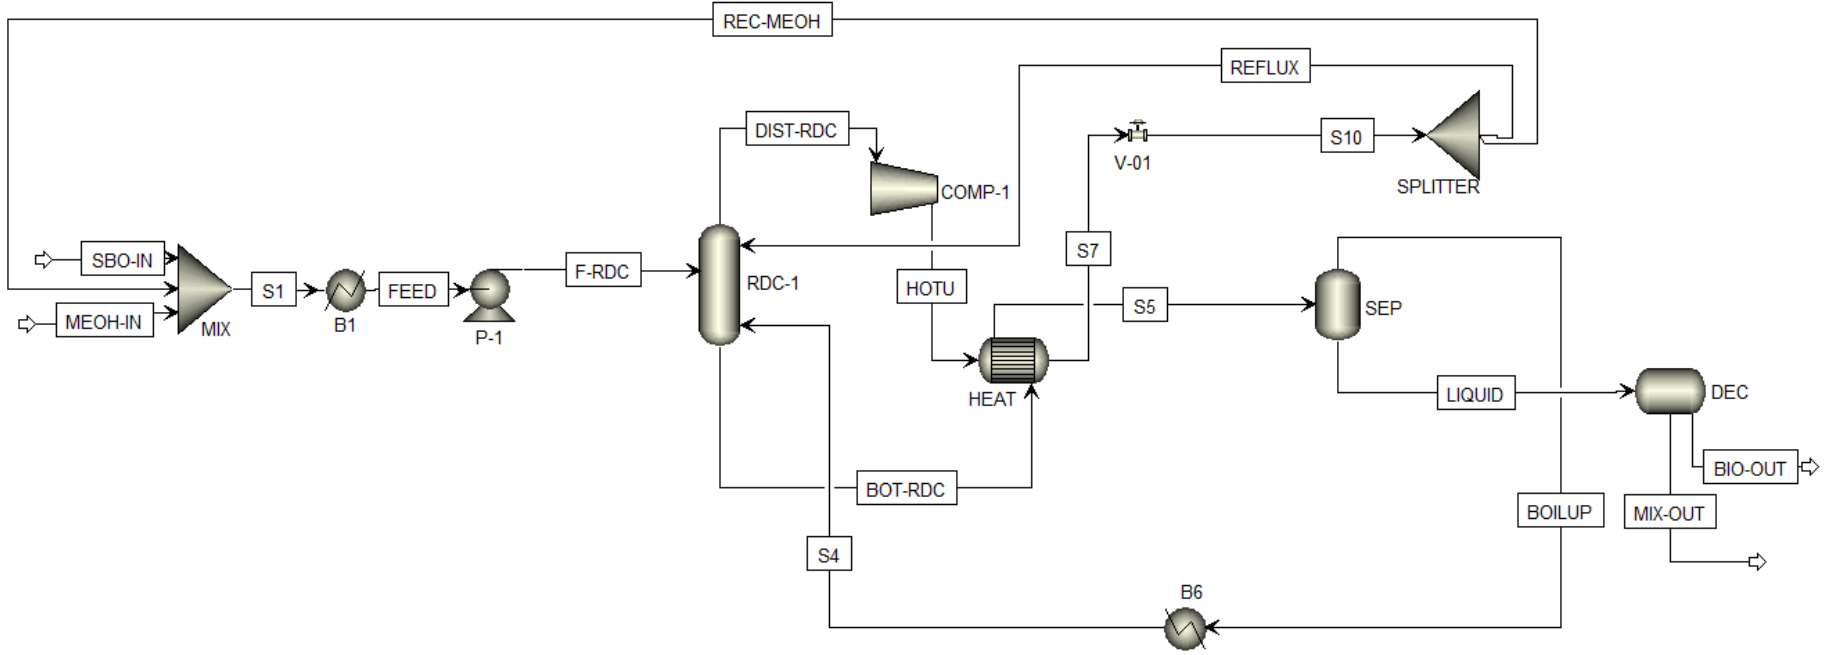 REC-MEOH
REFLUX
DIST-RDC
S10
V-01
COMP-1
SPLITTER
SBO-IN
S7
F-RDC
S1
FEED
RDC-1
HOTU
S5
SEP
MEOH-IN
MIX
B1
P-1
HEAT
LIQUID
DEC
BOT-RDC
BIO-OUT
BOILUP
MIX-OUT
S4
B6